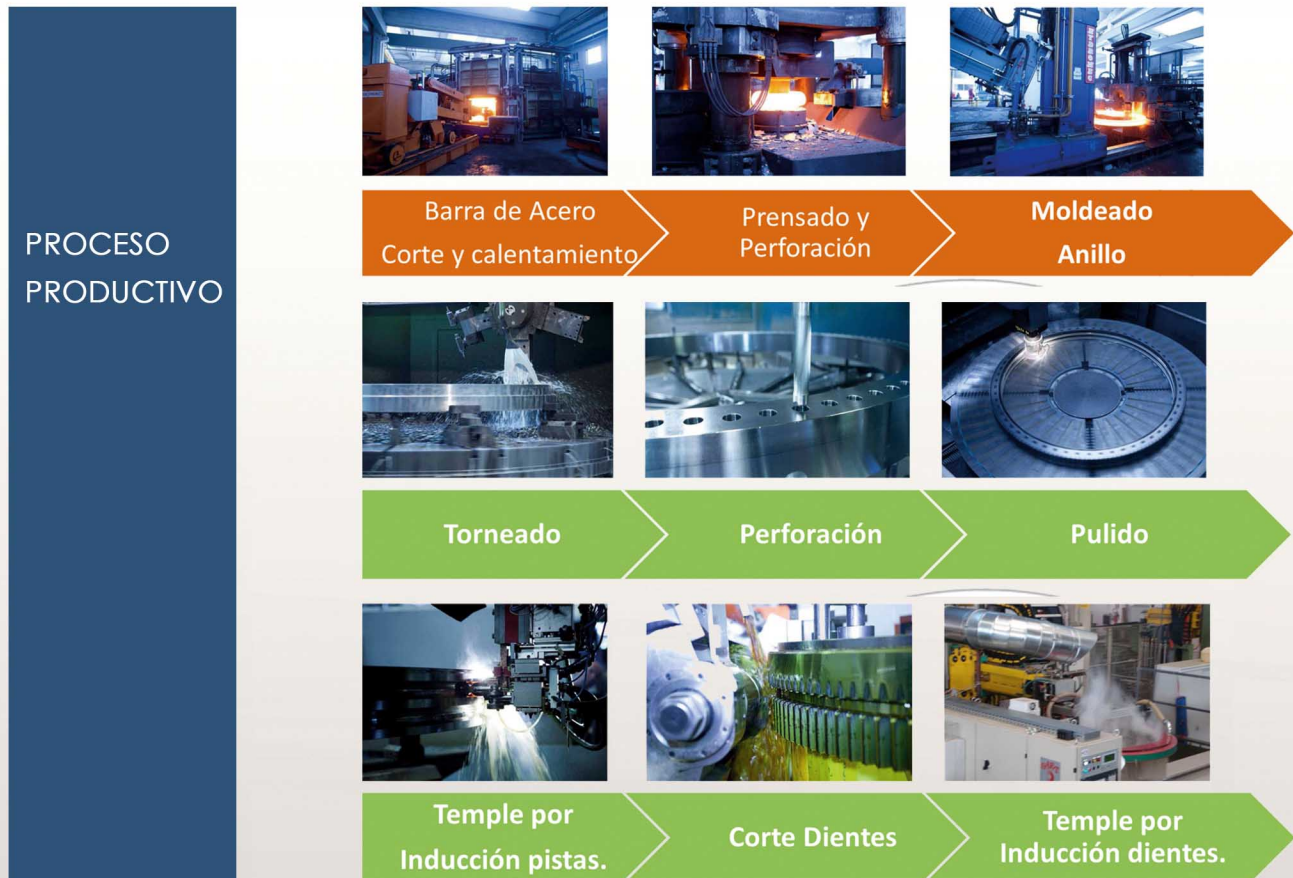 PROCESO
PRODUCTIVO
Barra de Acero
Corte y calentamiento
Prensado y
Perforación
Moldeado
Anillo
Torneado
Perforación
Pulido
Temple por
Inducción pistas.
Corte Dientes
Temple por
Inducción dientes.